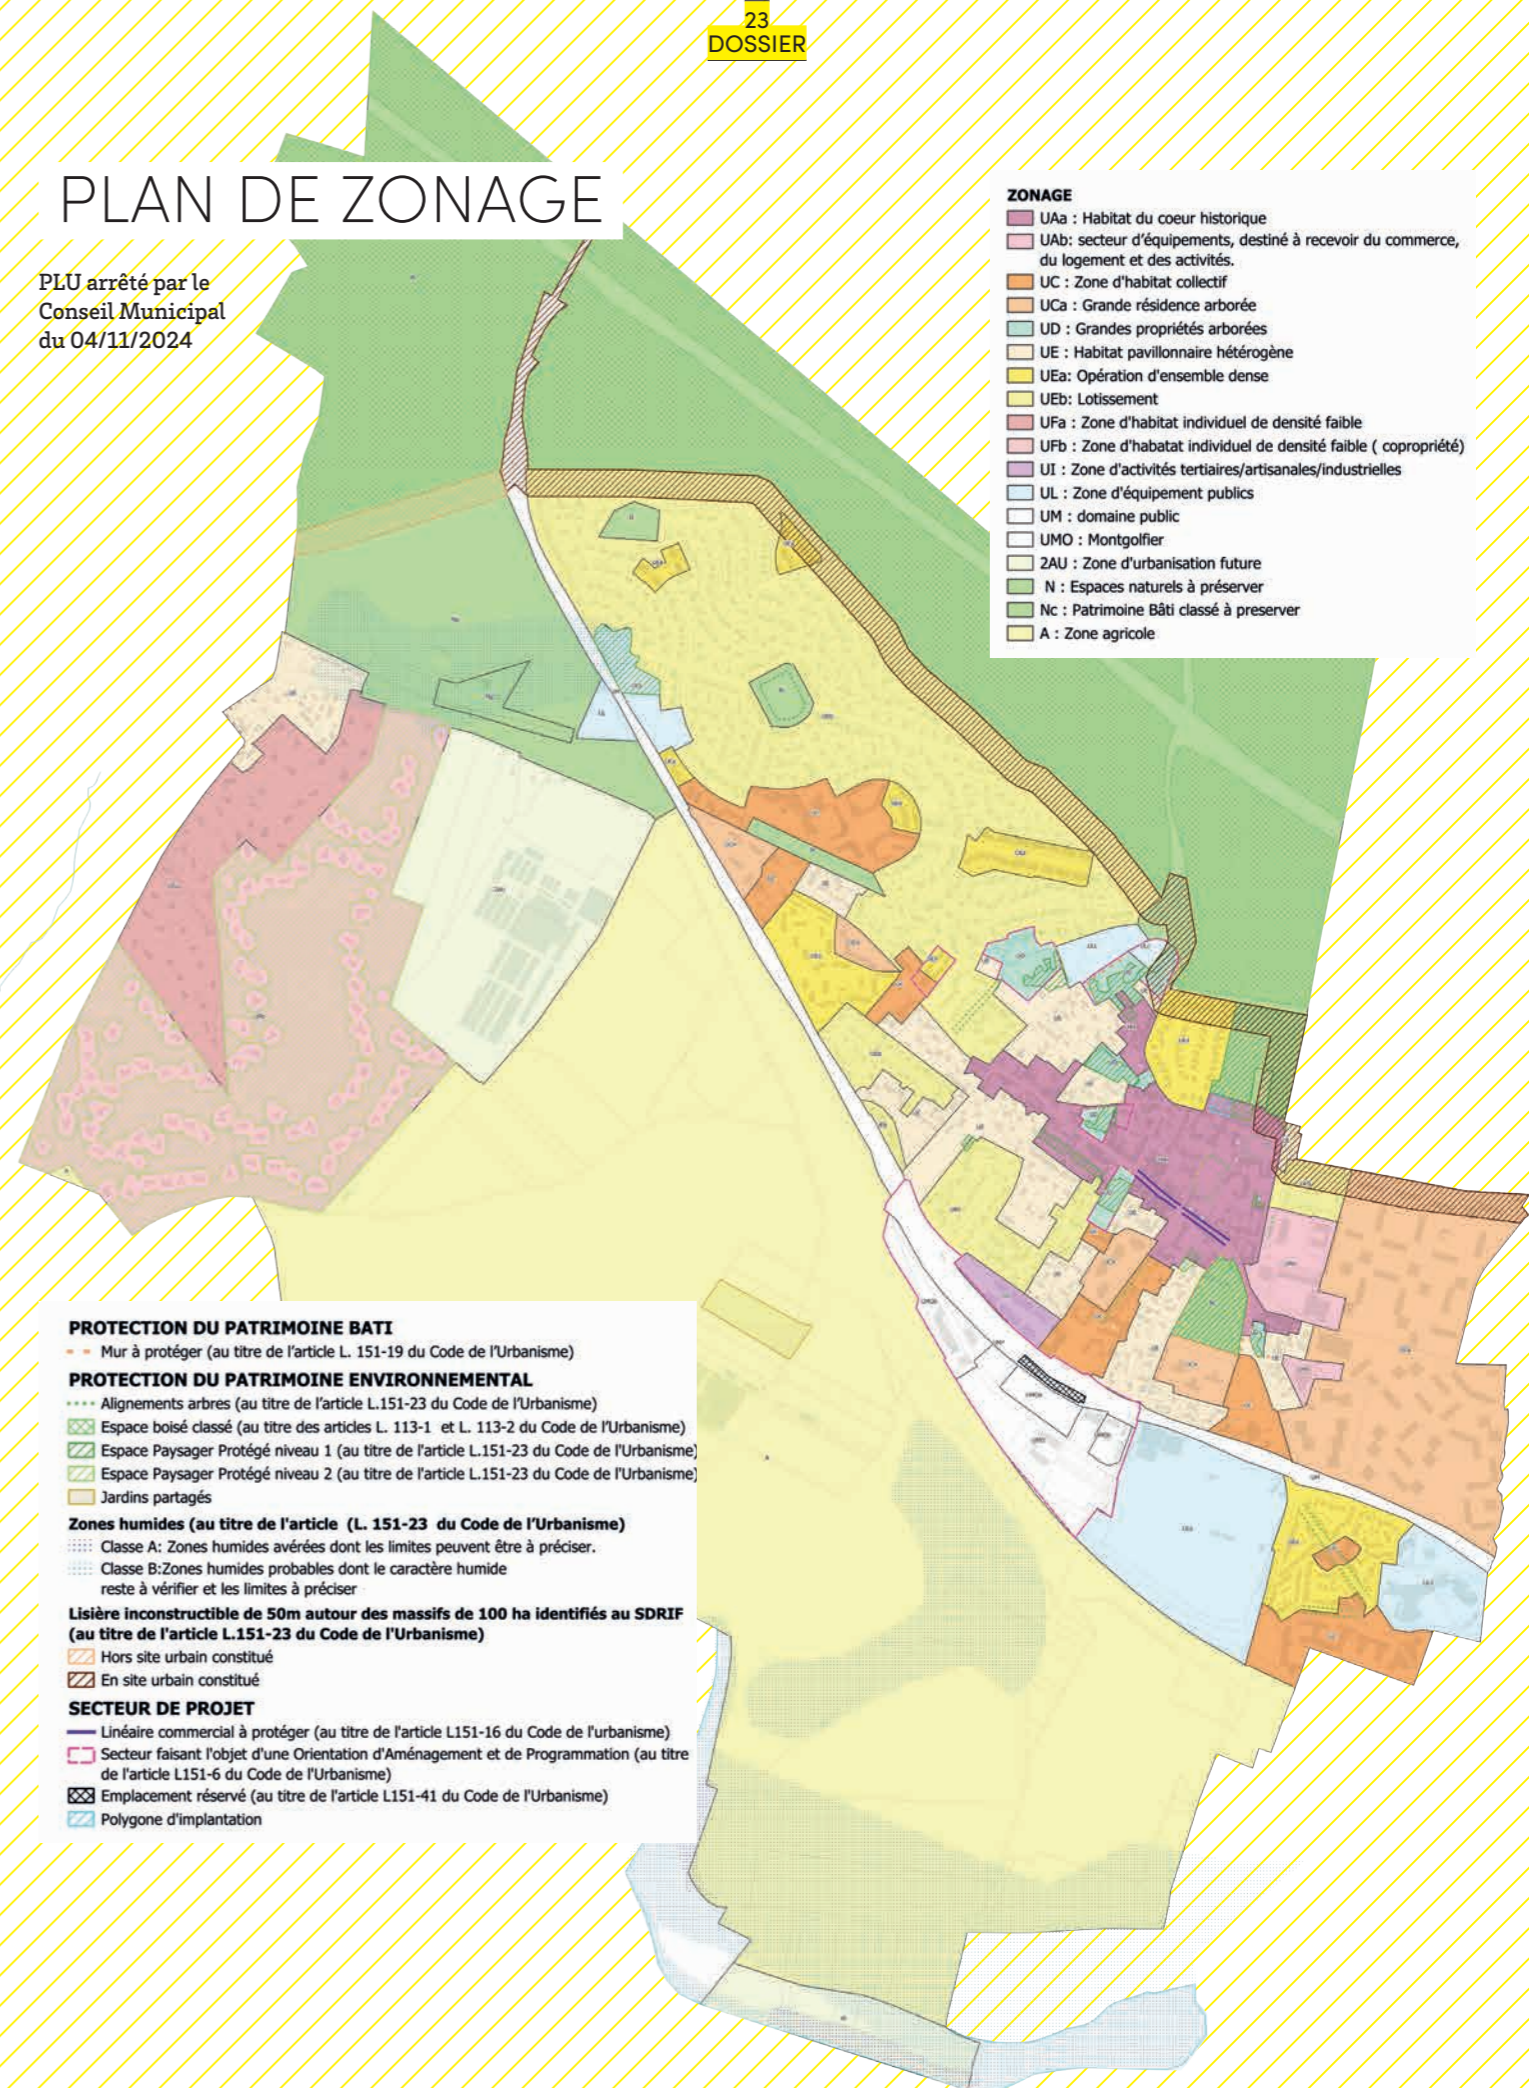 23
DOSSIER
PLAN DE ZONAGE
PLU arrêté par le
Conseil Municipal
du 04/11/2024
ZONAGE
UAa : Habitat du coeur historique
UAb: secteur d'équipements, destiné à recevoir du commerce,
du logement et des activités.
UC : Zone d'habitat collectif
UCa : Grande résidence arborée
UD : Grandes propriétés arborées
UE : Habitat pavillonnaire hétérogène
UEa: Opération d'ensemble dense
UEb: Lotissement
UFa : Zone d'habitat individuel de densité faible
UFb : Zone d'habatat individuel de densité faible ( copropriété)
UI : Zone d'activités tertiaires/artisanales/industrielles
UL : Zone d'équipement publics
UM : domaine public
UMO : Montgolfier
2AU : Zone d'urbanisation future
N : Espaces naturels à préserver
Nc : Patrimoine Bâti classé à preserver
A : Zone agricole
PROTECTION DU PATRIMOINE BATI
Mur à protéger (au titre de l'article L. 151-19 du Code de l'Urbanisme)
PROTECTION DU PATRIMOINE ENVIRONNEMENTAL
Alignements arbres (au titre de l'article L.151-23 du Code de l'Urbanisme)
Espace boisé classé (au titre des articles L. 113-1 et L. 113-2 du Code de l'Urbanisme)
Espace Paysager Protégé niveau 1 (au titre de l'article L.151-23 du Code de l'Urbanisme)
Espace Paysager Protégé niveau 2 (au titre de l'article L.151-23 du Code de l'Urbanisme)
Jardins partagés
Zones humides (au titre de l'article (L. 151-23 du Code de l'Urbanisme)
Classe A: Zones humides avérées dont les limites peuvent être à préciser.
Classe B:Zones humides probables dont le caractère humide
reste à vérifier et les limites à préciser
Lisière inconstructible de 50m autour des massifs de 100 ha identifiés au SDRIF
(au titre de l'article L.151-23 du Code de l'Urbanisme)
Hors site urbain constitué
En site urbain constitué
SECTEUR DE PROJET
Linéaire commercial à protéger (au titre de l'article L151-16 du Code de l'urbanisme)
Secteur faisant l'objet d'une Orientation d'Aménagement et de Programmation (au titre
de l'article L151-6 du Code de l'Urbanisme)
Emplacement réservé (au titre de l'article L151-41 du Code de l'Urbanisme)
Polygone d'implantation